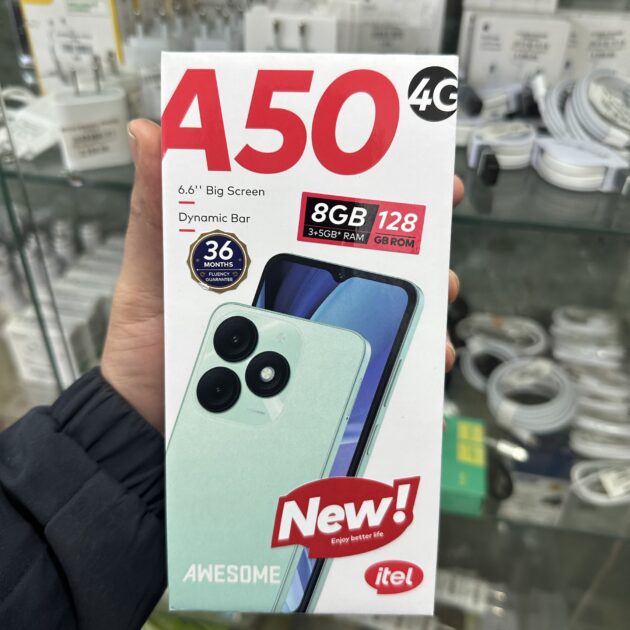 A50 4G
6.6'' Big Screen
Dynamic Bar
8GB 128
3+5GB* RAM GB ROM
36
MONTHS
FLUENCY
GUARANTEE
New!
Enjoy better life
AWESOME
itel